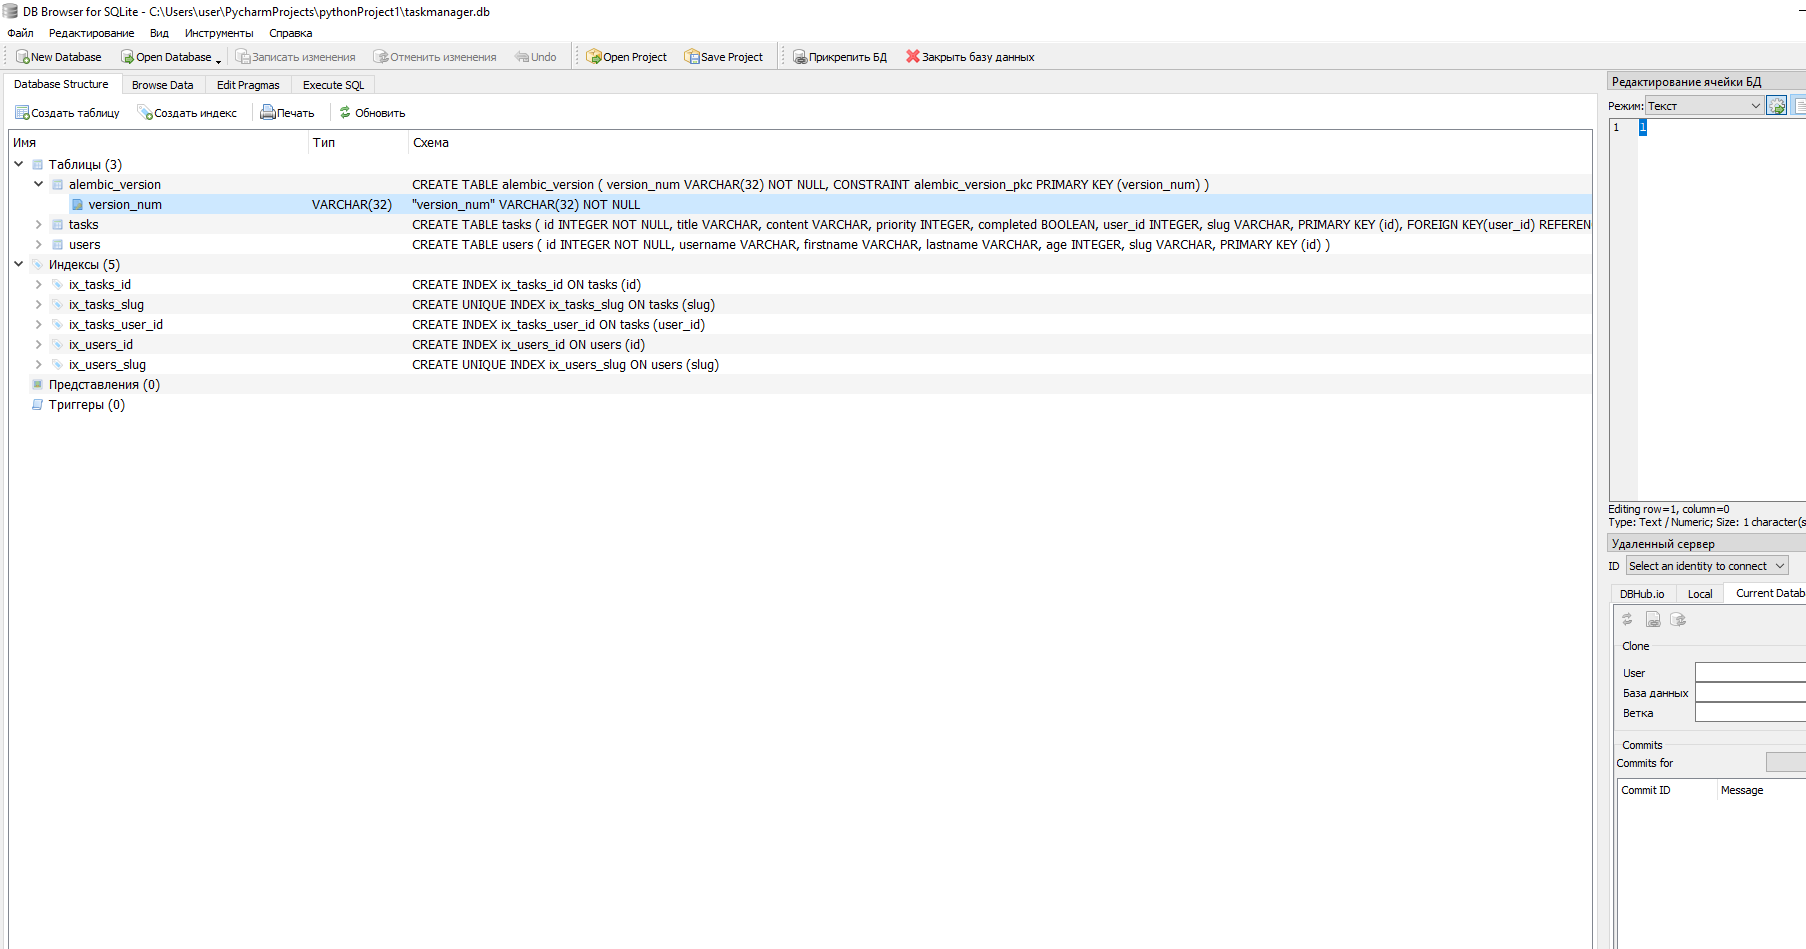 DB Browser for SQLite - C:\Users\user\PycharmProjects\pythonProject1\taskmanager.db
Файл Редактирование Вид Инструменты Справка
New Database Open Database Записать изменения Отменить изменения Undo Open Project Save Project Прикрепить БД Закрыть базу данных
Database Structure Browse Data Edit Pragmas Execute SQL
Создать таблицу Создать индекс Печать Обновить
Имя Тип Схема
Таблицы (3)
alembic_version CREATE TABLE alembic_version ( version_num VARCHAR(32) NOT NULL, CONSTRAINT alembic_version_pkc PRIMARY KEY (version_num) )
version_num VARCHAR(32) "version_num" VARCHAR(32) NOT NULL
tasks CREATE TABLE tasks ( id INTEGER NOT NULL, title VARCHAR, content VARCHAR, priority INTEGER, completed BOOLEAN, user_id INTEGER, slug VARCHAR, PRIMARY KEY (id), FOREIGN KEY(user_id) REFEREN
users CREATE TABLE users ( id INTEGER NOT NULL, username VARCHAR, firstname VARCHAR, lastname VARCHAR, age INTEGER, slug VARCHAR, PRIMARY KEY (id) )
Индексы (5)
ix_tasks_id CREATE INDEX ix_tasks_id ON tasks (id)
ix_tasks_slug CREATE UNIQUE INDEX ix_tasks_slug ON tasks (slug)
ix_tasks_user_id CREATE INDEX ix_tasks_user_id ON tasks (user_id)
ix_users_id CREATE INDEX ix_users_id ON users (id)
ix_users_slug CREATE UNIQUE INDEX ix_users_slug ON users (slug)
Представления (0)
Триггеры (0)
Редактирование ячейки БД
Режим: Текст
1 1
Editing row=1, column=0
Type: Text / Numeric; Size: 1 character(s
Удаленный сервер
ID Select an identity to connect
DBHub.io Local Current Datab
Clone
User
База данных
Ветка
Commits
Commits for
Commit ID Message